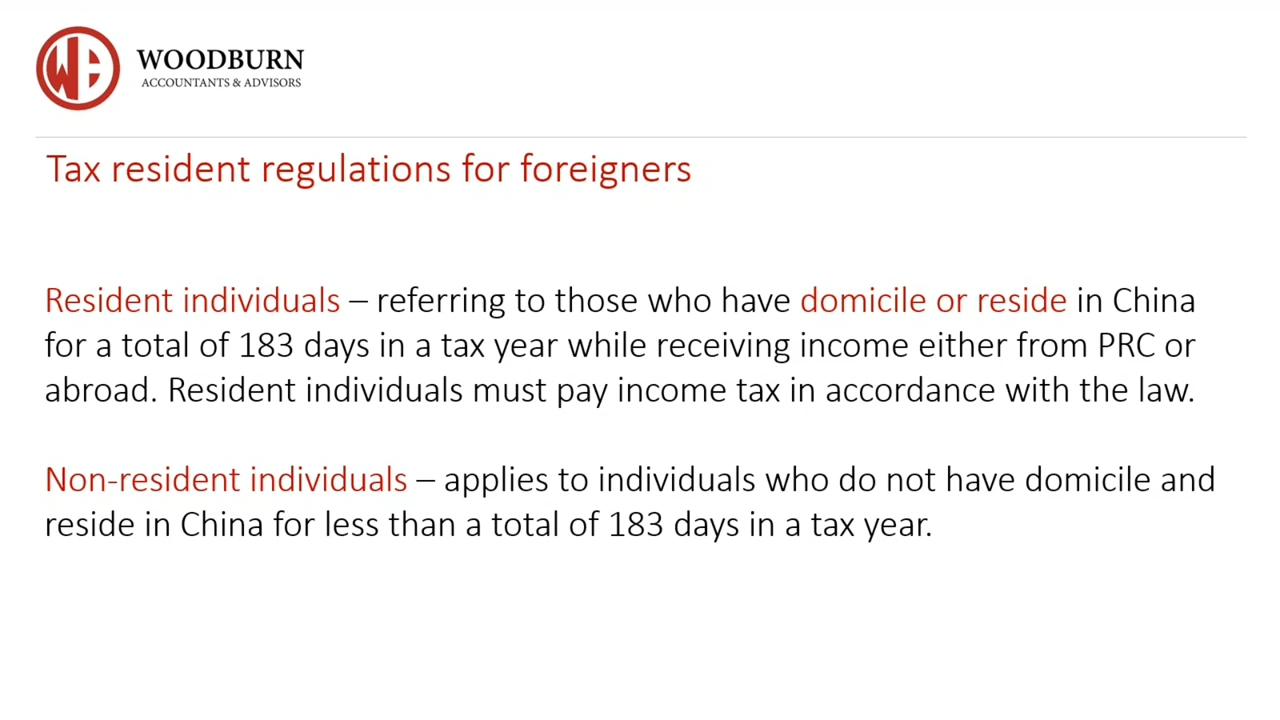 WOODBURN
ACCOUNTANTS & ADVISORS
Tax resident regulations for foreigners
Resident individuals – referring to those who have domicile or reside in China
for a total of 183 days in a tax year while receiving income either from PRC or
abroad. Resident individuals must pay income tax in accordance with the law.
Non-resident individuals – applies to individuals who do not have domicile and
reside in China for less than a total of 183 days in a tax year.